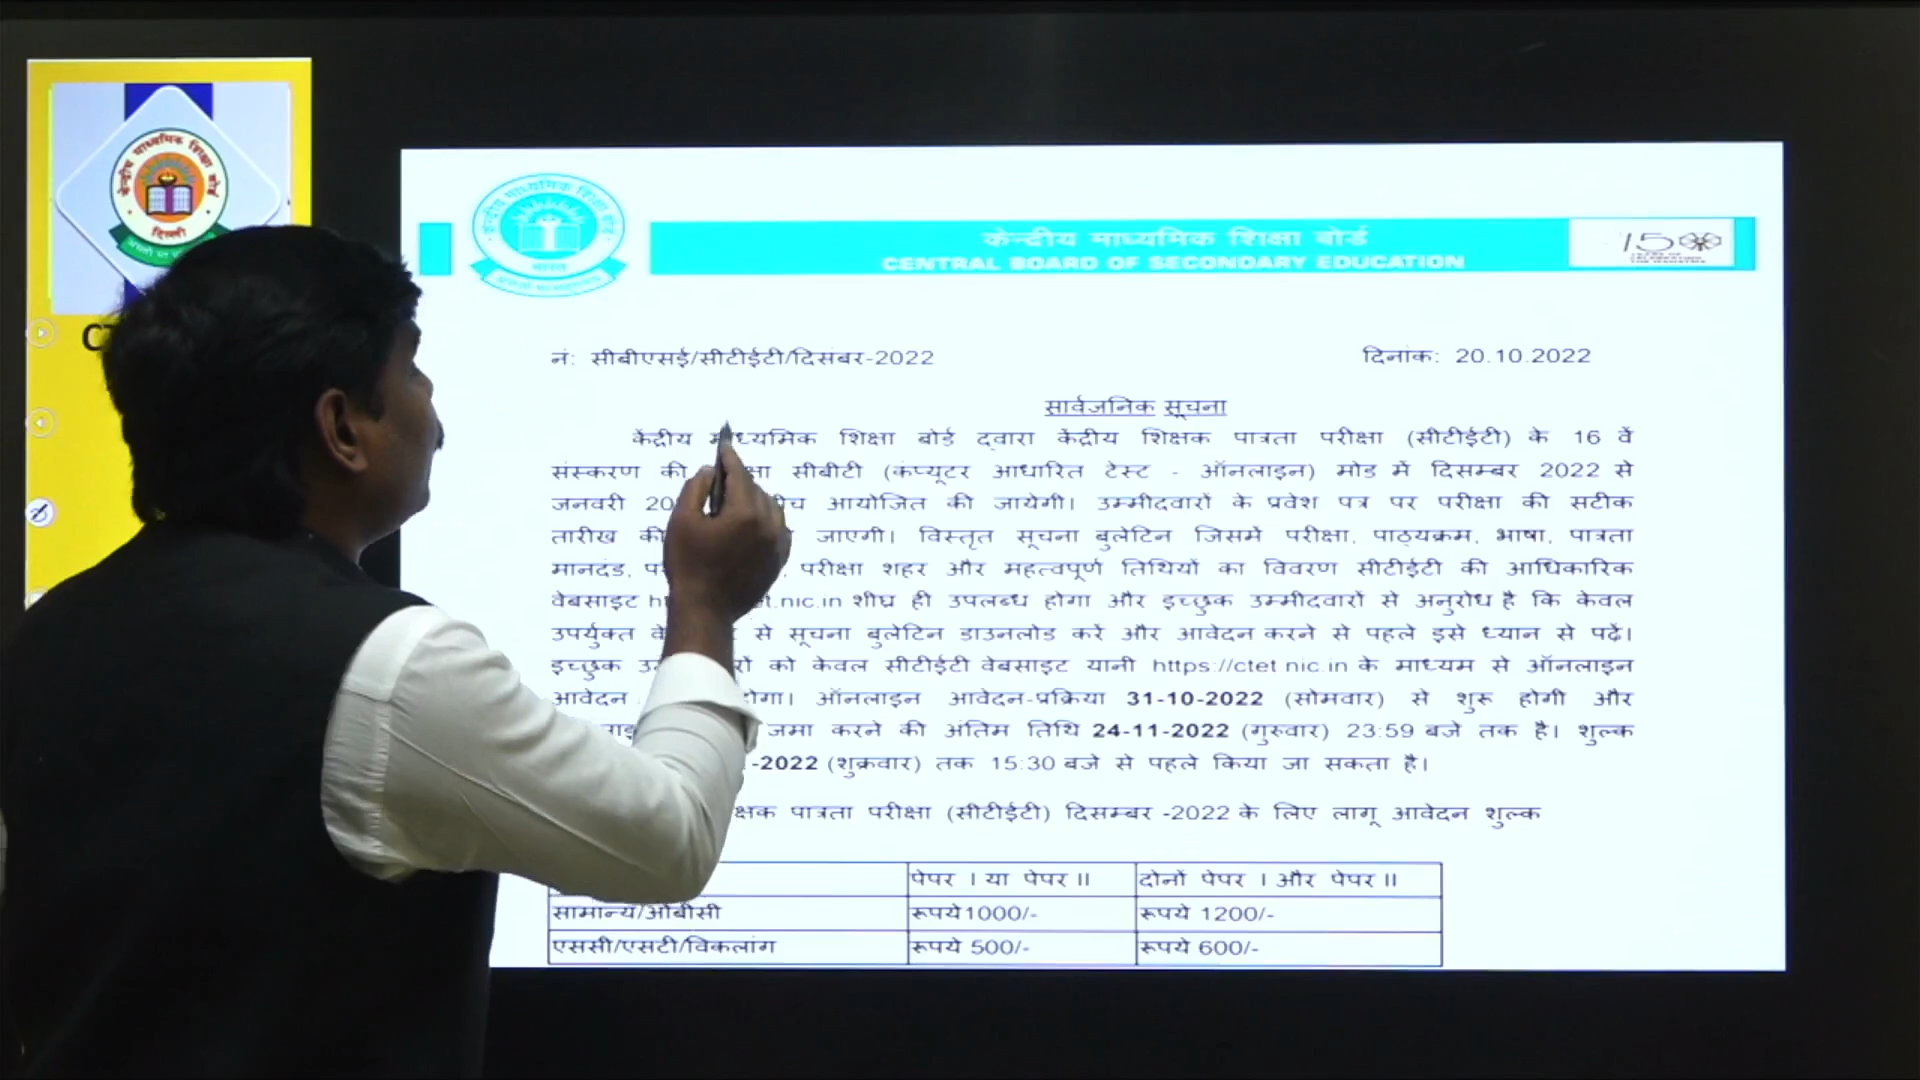 केन्द्रीय माध्यमिक शिक्षा बोर्ड
दिल्ली
केन्द्रीय माध्यमिक शिक्षा बोर्ड
भारत
केन्द्रीय माध्यमिक शिक्षा बोर्ड
CENTRAL BOARD OF SECONDARY EDUCATION
150
नं: सीबीएसई/सीटीईटी/दिसंबर-2022 दिनांक: 20.10.2022
सार्वजनिक सूचना
केंद्रीय माध्यमिक शिक्षा बोर्ड द्वारा केंद्रीय शिक्षक पात्रता परीक्षा (सीटीईटी) के 16 वें
संस्करण की सीबीटी (कंप्यूटर आधारित टेस्ट - ऑनलाइन) मोड में दिसम्बर 2022 से
जनवरी आयोजित की जायेगी। उम्मीदवारों के प्रवेश पत्र पर परीक्षा की सटीक
तारीख की जाएगी। विस्तृत सूचना बुलेटिन जिसमें परीक्षा, पाठ्यक्रम, भाषा, पात्रता
मानदंड, परीक्षा शहर और महत्वपूर्ण तिथियों का विवरण सीटीईटी की आधिकारिक
वेबसाइट शीघ्र ही उपलब्ध होगा और इच्छुक उम्मीदवारों से अनुरोध है कि केवल
उपर्युक्त से सूचना बुलेटिन डाउनलोड करें और आवेदन करने से पहले इसे ध्यान से पढ़ें।
इच्छुक को केवल सीटीईटी वेबसाइट यानी https://ctet.nic.in के माध्यम से ऑनलाइन
आवेदन होगा। ऑनलाइन आवेदन-प्रक्रिया 31-10-2022 (सोमवार) से शुरू होगी और
जमा करने की अंतिम तिथि 24-11-2022 (गुरुवार) 23:59 बजे तक है। शुल्क
-2022 (शुक्रवार) तक 15:30 बजे से पहले किया जा सकता है।
पात्रता परीक्षा (सीटीईटी) दिसम्बर -2022 के लिए लागू आवेदन शुल्क
पेपर I या पेपर II दोनों पेपर I और पेपर II
सामान्य/ओबीसी रूपये1000/- रूपये 1200/-
एससी/एसटी/विकलांग रूपये 500/- रूपये 600/-